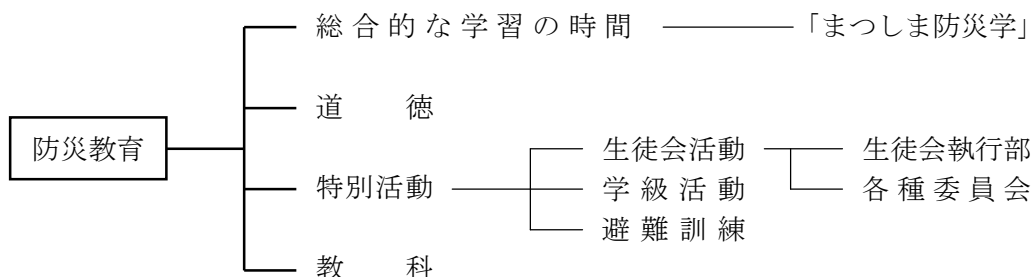 総合的な学習の時間 「まつしま防災学」
道徳
防災教育
生徒会活動 生徒会執行部
特別活動 学級活動 各種委員会
避難訓練
教科